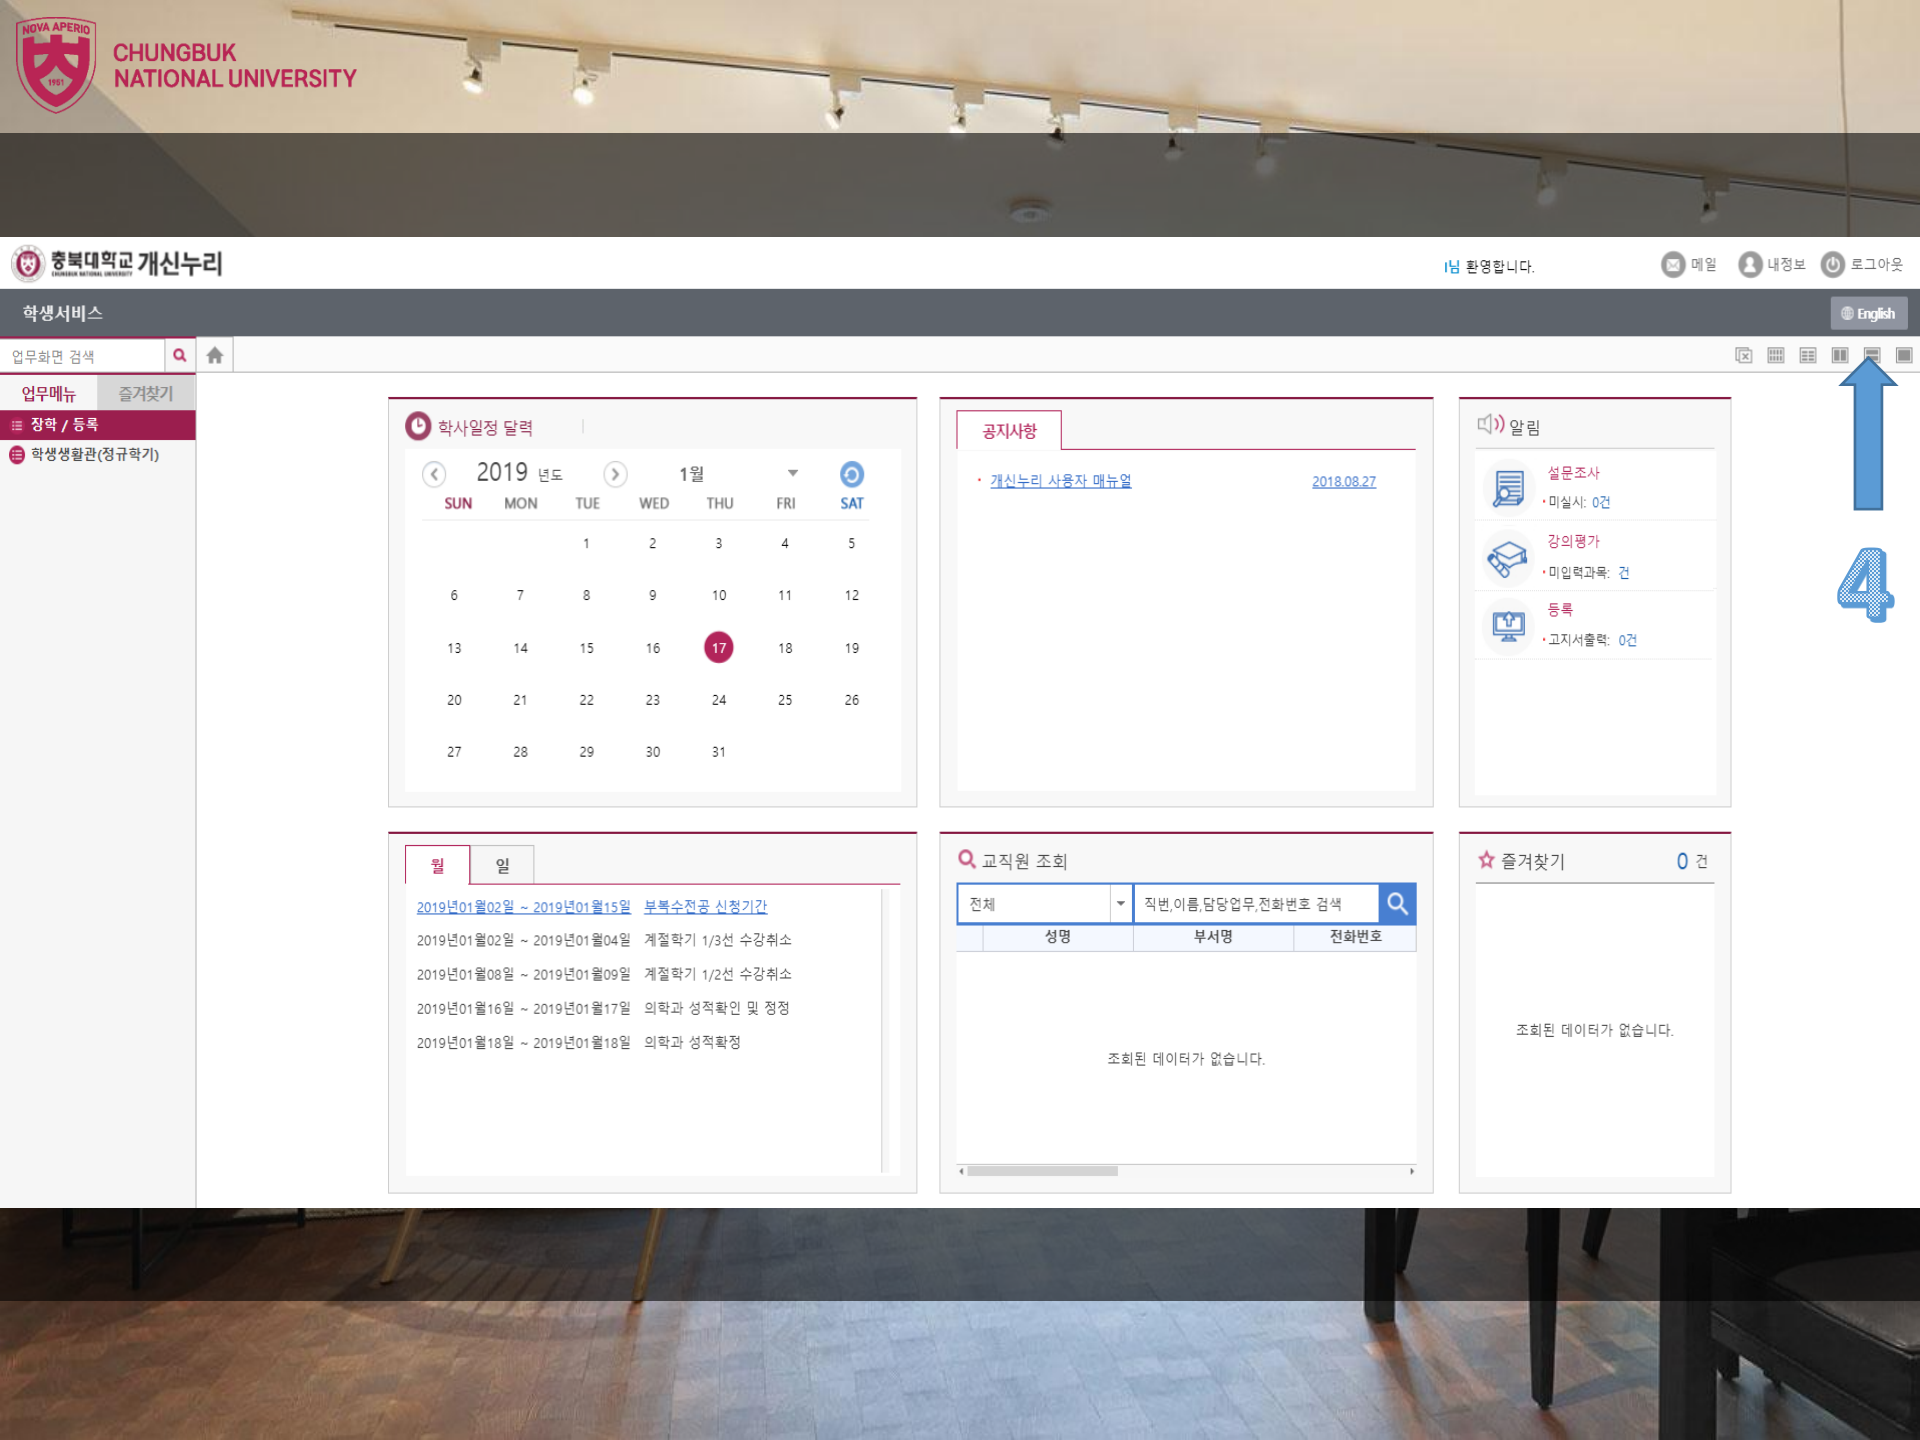 NOVA APERIO
1951
CHUNGBUK
NATIONAL UNIVERSITY
충북대학교 개신누리
CHUNGBUK NATIONAL UNIVERSITY
님 환영합니다.
메일 내정보 로그아웃
학생서비스
English
업무화면 검색
업무메뉴 즐겨찾기
장학 / 등록
학생생활관(정규학기)
학사일정 달력
2019 년도 1월
SUN MON TUE WED THU FRI SAT
1 2 3 4 5
6 7 8 9 10 11 12
13 14 15 16 17 18 19
20 21 22 23 24 25 26
27 28 29 30 31
공지사항
· 개신누리 사용자 매뉴얼 2018.08.27
알림
설문조사
· 미실시: 0건
강의평가
· 미입력과목: 건
등록
· 고지서출력: 0건
4
월 일
2019년01월02일 ~ 2019년01월15일 부복수전공 신청기간
2019년01월02일 ~ 2019년01월04일 계절학기 1/3선 수강취소
2019년01월08일 ~ 2019년01월09일 계절학기 1/2선 수강취소
2019년01월16일 ~ 2019년01월17일 의학과 성적확인 및 정정
2019년01월18일 ~ 2019년01월18일 의학과 성적확정
교직원 조회
전체 직번,이름,담당업무,전화번호 검색
성명 부서명 전화번호
조회된 데이터가 없습니다.
즐겨찾기 0 건
조회된 데이터가 없습니다.